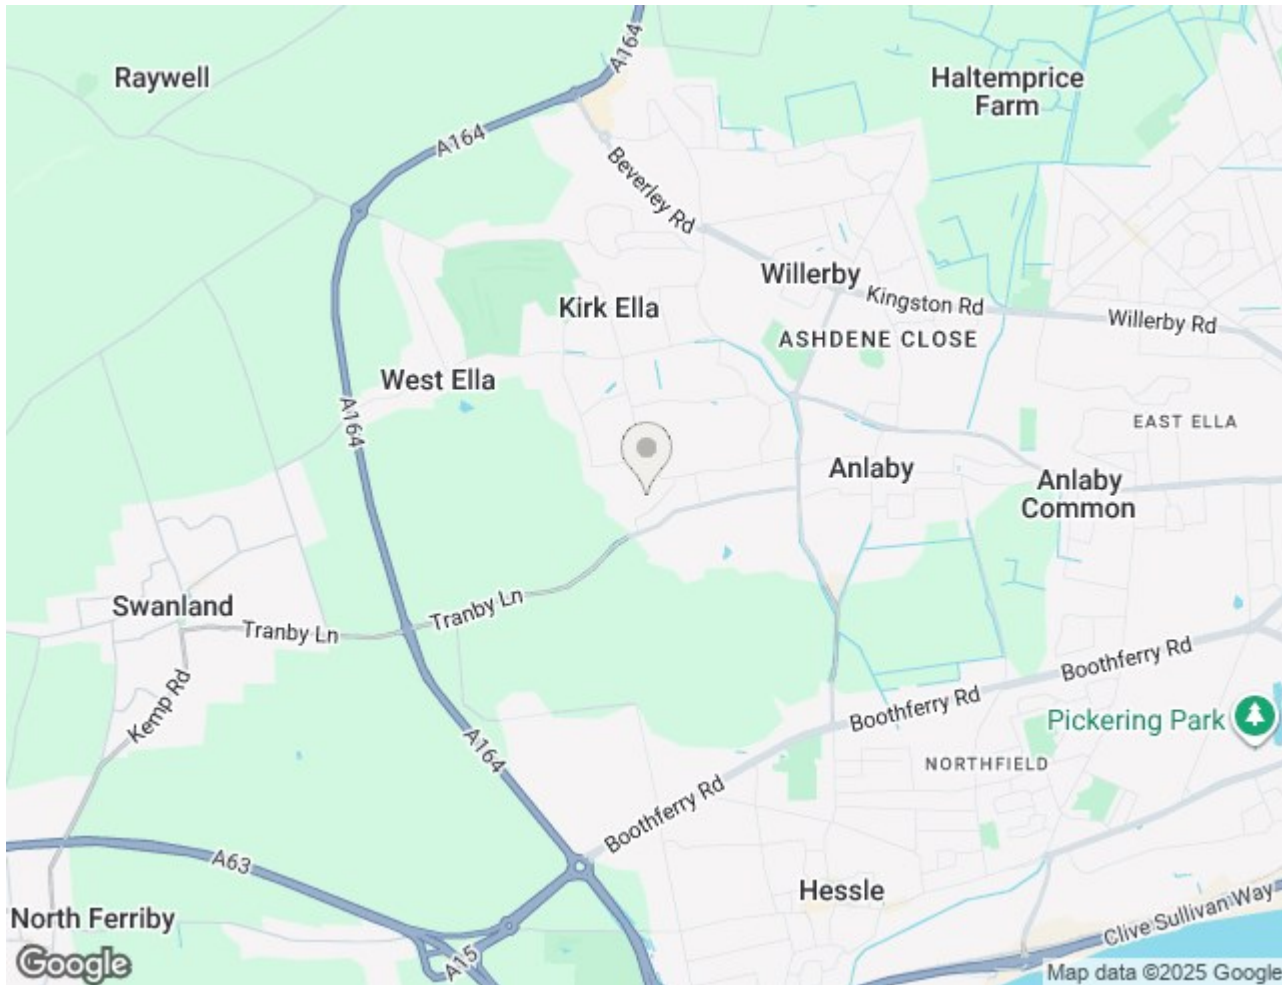 A164
Raywell
Haltemprice
Farm
A164
Beverley Rd
Willerby
Kingston Rd
Kirk Ella
Willerby Rd
ASHDENE CLOSE
West Ella
A164
EAST ELLA
Anlaby
Anlaby
Common
Swanland
Tranby Ln
Tranby Ln
Boothferry Rd
Kemp Rd
Boothferry Rd
Pickering Park
A164
NORTHFIELD
Boothferry Rd
A63
Hessle
North Ferriby
Clive Sullivan Way
A15
Google
Map data ©2025 Google